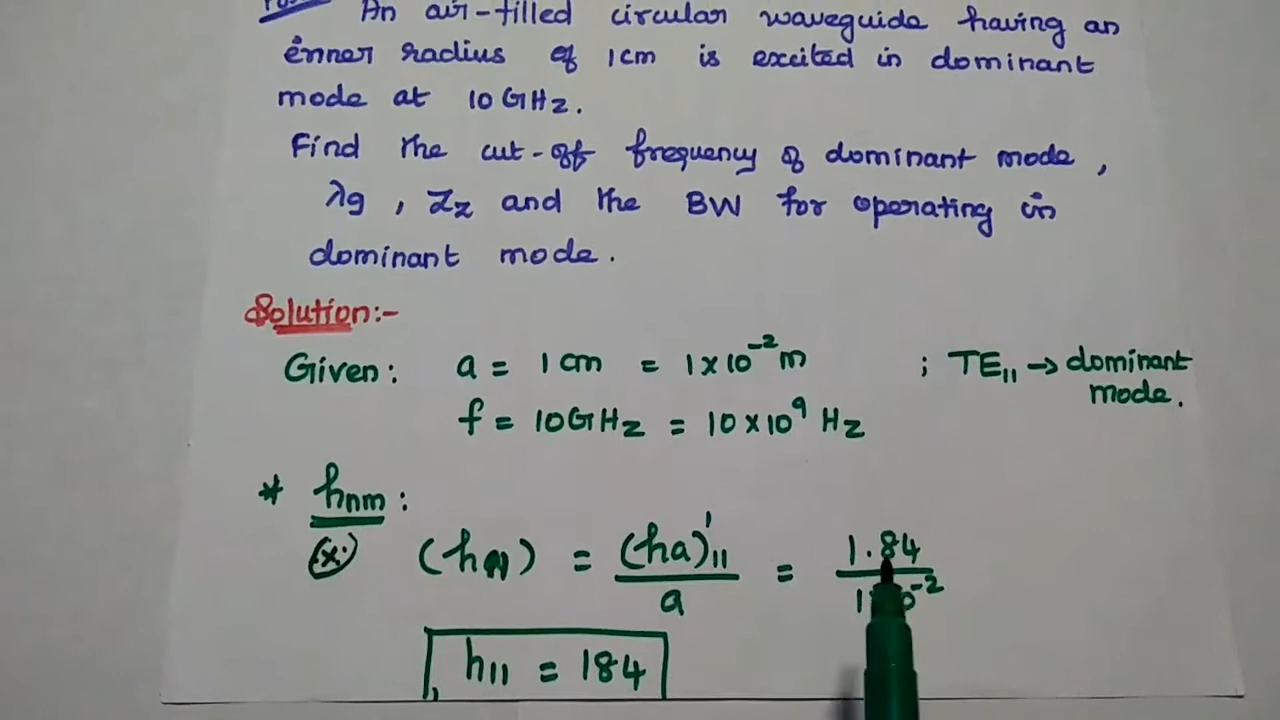 An air-filled circular waveguide having an
inner radius of 1cm is excited in dominant
mode at 10 GHz.
Find the cut-off frequency of dominant mode,
λg, Zz and the BW for operating in
dominant mode.
Solution:-
Given: a = 1 cm = 1 x 10⁻² m ; TE₁₁ → dominant mode.
f = 10 GHz = 10 x 10⁹ Hz
* hnm:
(h₁₁) = (ha)'₁₁ / a = 1.84 / 1 10⁻²
h₁₁ = 184